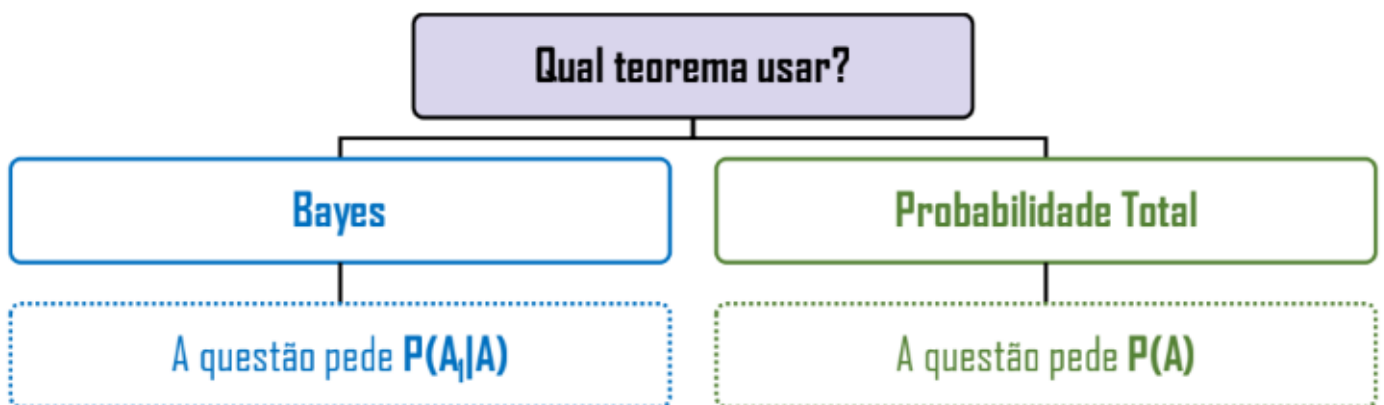 Qual teorema usar?
Bayes
Probabilidade Total
A questão pede P(A₁|A)
A questão pede P(A)